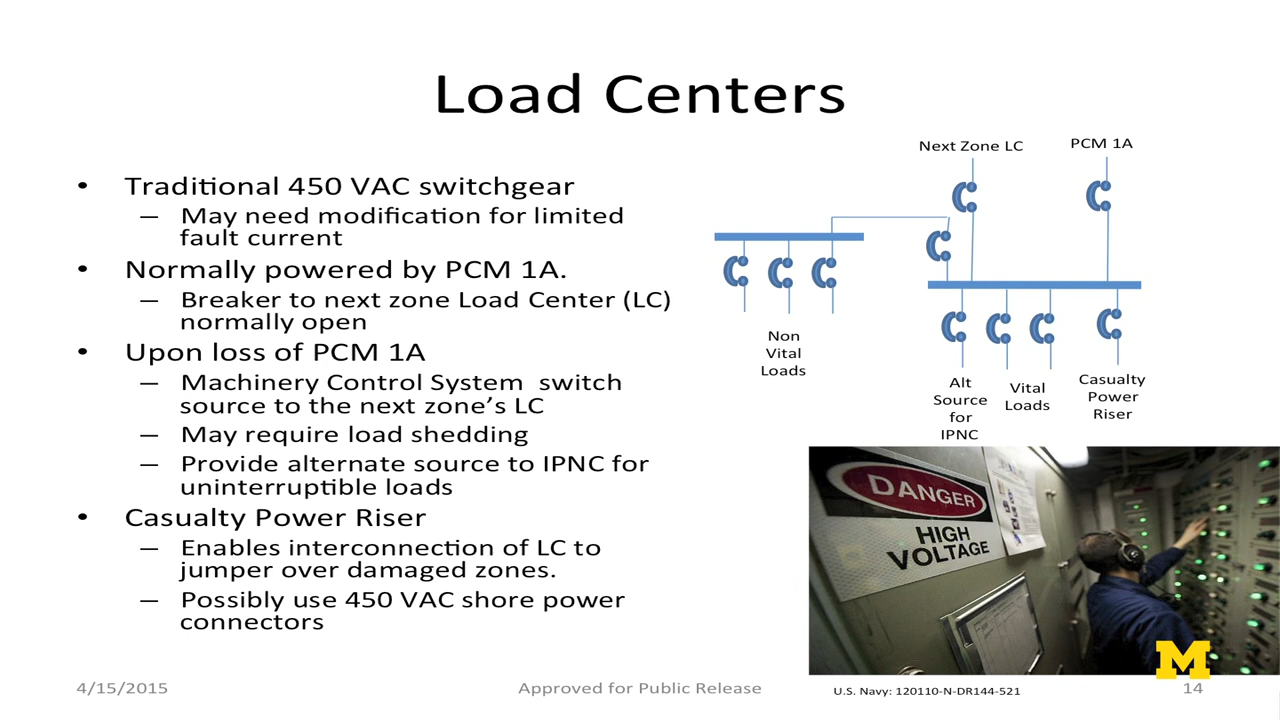 Load Centers
• Traditional 450 VAC switchgear
– May need modification for limited
fault current
• Normally powered by PCM 1A.
– Breaker to next zone Load Center (LC)
normally open
• Upon loss of PCM 1A
– Machinery Control System  switch
source to the next zone’s LC
– May require load shedding
– Provide alternate source to IPNC for
uninterruptible loads
• Casualty Power Riser
– Enables interconnection of LC to
jumper over damaged zones.
– Possibly use 450 VAC shore power
connectors
Next Zone LC
PCM 1A
Non
Vital
Loads
Alt
Source
for
IPNC
Vital
Loads
Casualty
Power
Riser
DANGER
HIGH
VOLTAGE
M
4/15/2015
Approved for Public Release
U.S. Navy: 120110-N-DR144-521
14